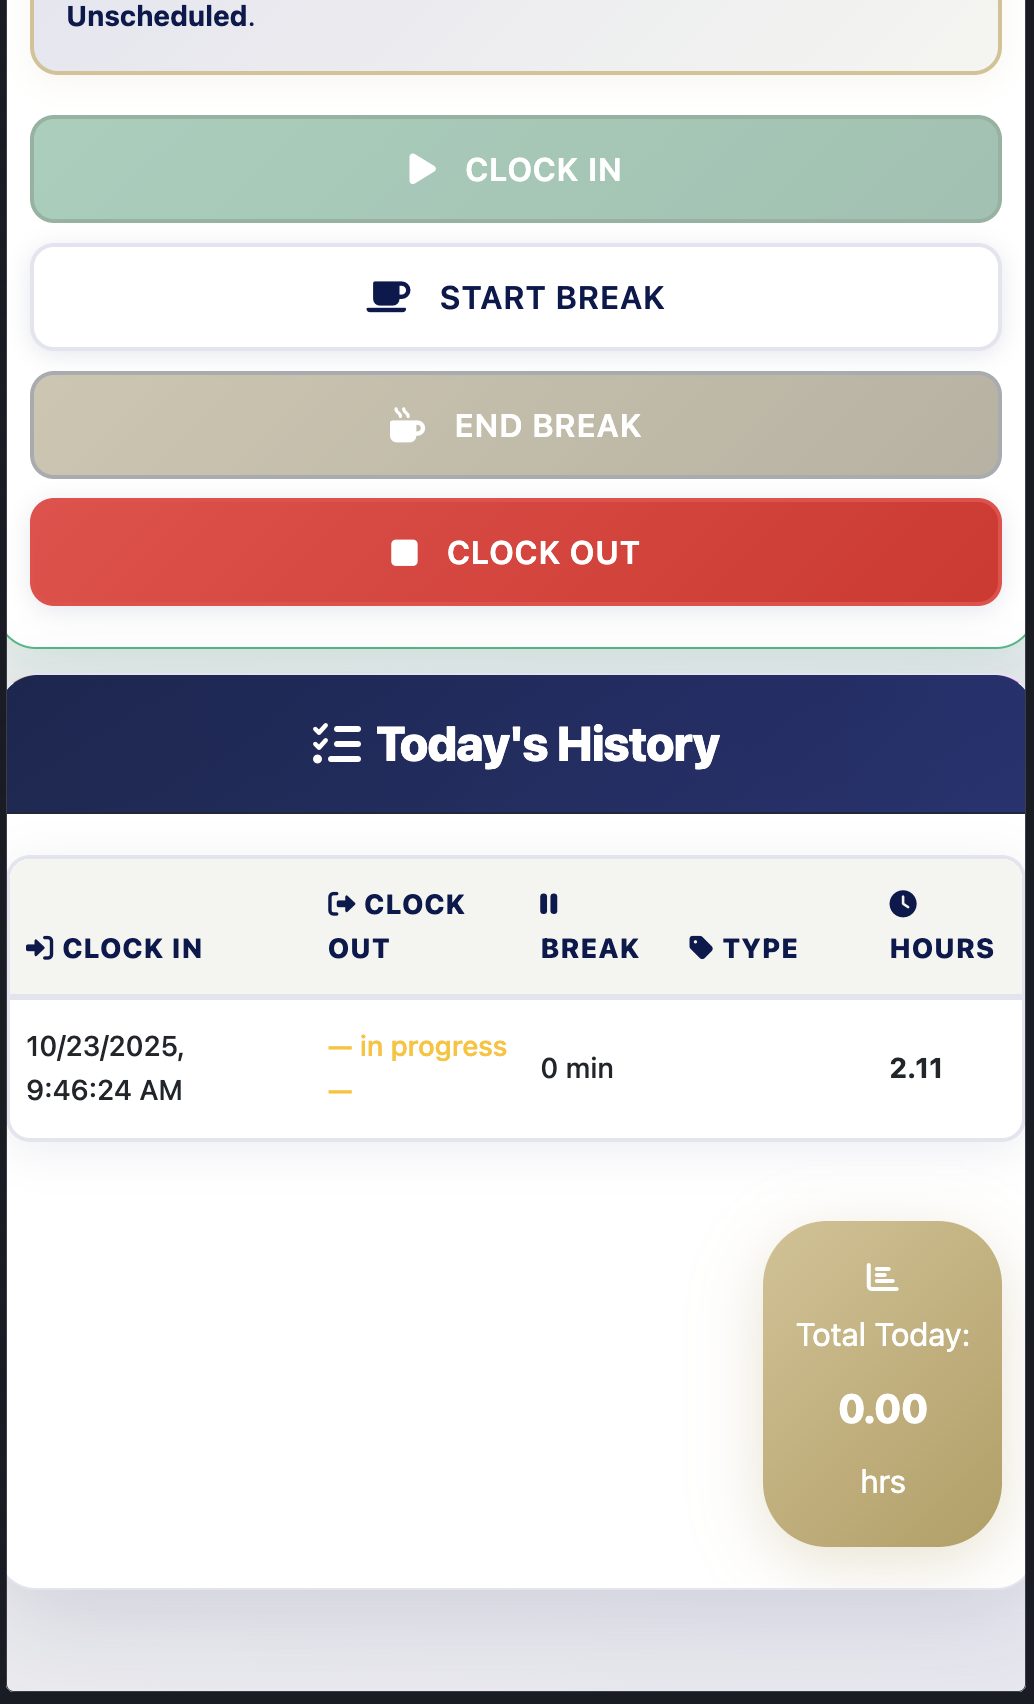 Unscheduled.
CLOCK IN
START BREAK
END BREAK
CLOCK OUT
Today's History
CLOCK IN
CLOCK
OUT
BREAK
TYPE
HOURS
10/23/2025,
9:46:24 AM
— in progress
—
0 min
2.11
Total Today:
0.00
hrs